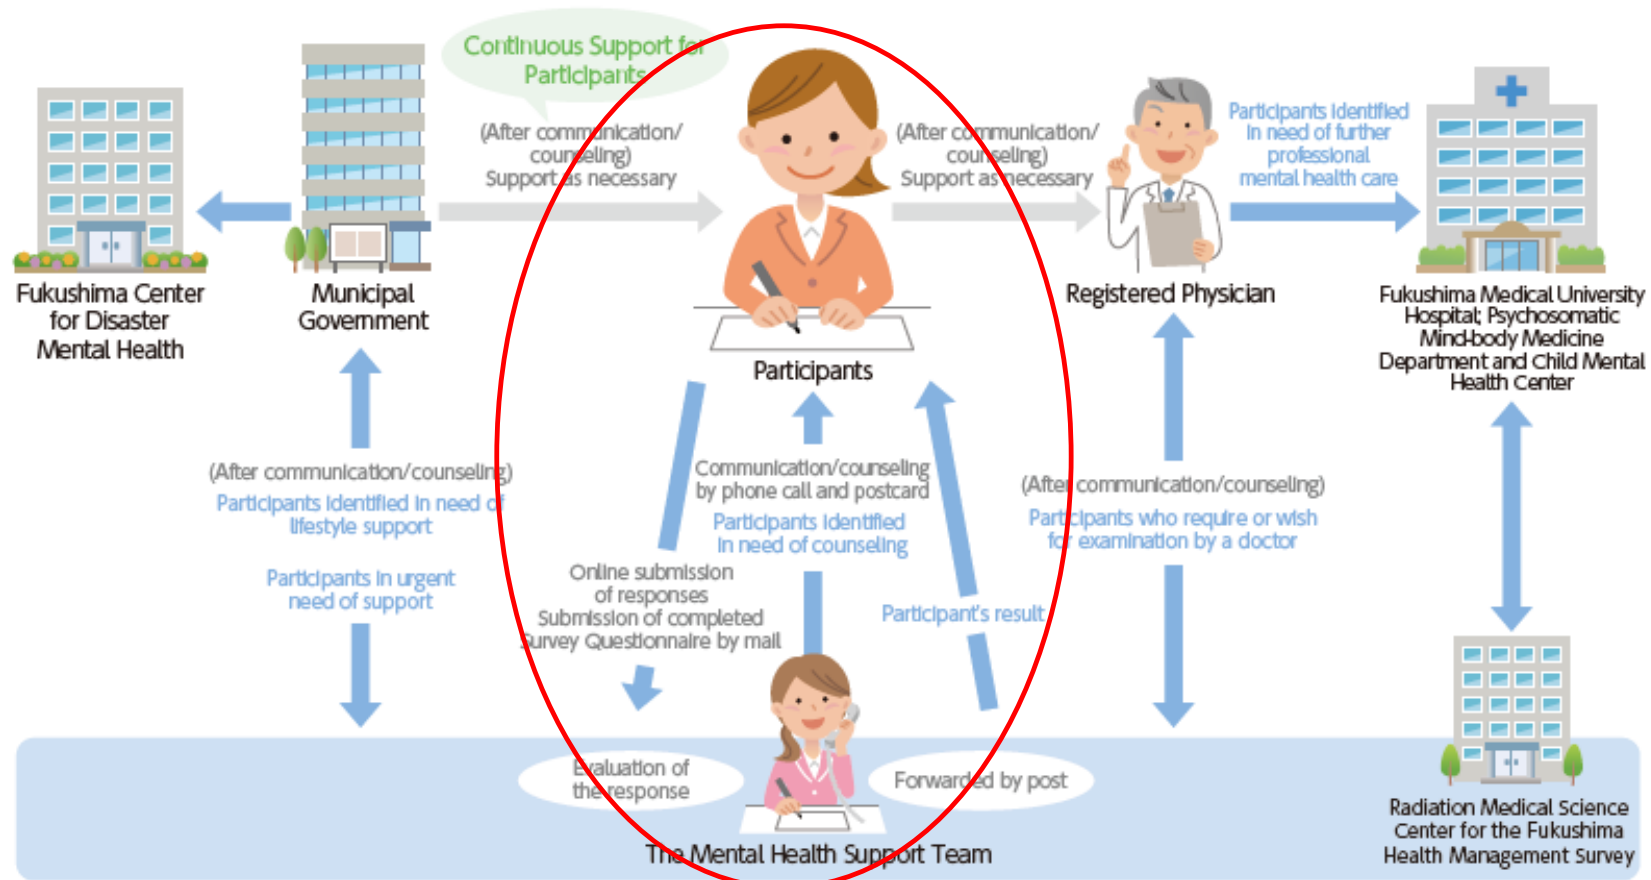 Continuous Support for
Participants
(After communication/
counseling)
Support as necessary
(After communication/
counseling)
Support as necessary
Participants identified
in need of further
professional
mental health care
Fukushima Center
for Disaster
Mental Health
Municipal
Government
Participants
Registered Physician
Fukushima Medical University
Hospital; Psychosomatic
Mind-body Medicine
Department and Child Mental
Health Center
(After communication/counseling)
Participants identified in need of
lifestyle support
Participants in urgent
need of support
Online submission
of responses
Submission of completed
Survey Questionnaire by mail
Communication/counseling
by phone call and postcard
Participants identified
in need of counseling
Participant's result
(After communication/counseling)
Participants who require or wish
for examination by a doctor
Evaluation of
the response
Forwarded by post
The Mental Health Support Team
Radiation Medical Science
Center for the Fukushima
Health Management Survey